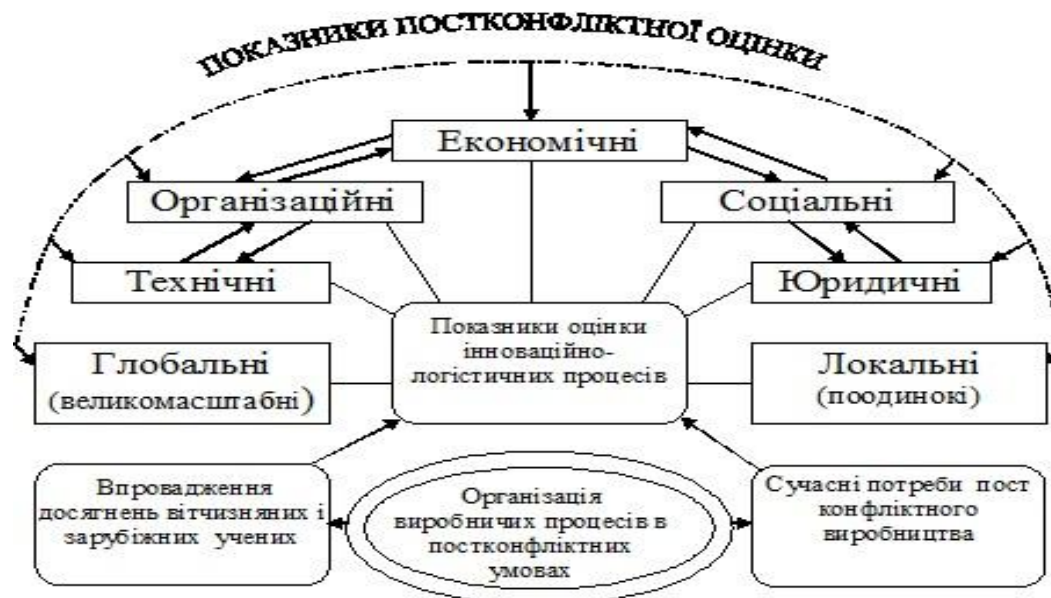 ПОКАЗНИКИ ПОСТКОНФЛІКТНОЇ ОЦІНКИ
Економічні
Організаційні
Соціальні
Технічні
Юридичні
Показники оцінки
інноваційно-
логістичних процесів
Глобальні
(великомасштабні)
Локальні
(поодинокі)
Впровадження
досягнень вітчизняних і
зарубіжних учених
Організація
виробничих процесів в
постконфліктних
умовах
Сучасні потреби пост
конфліктного
виробництва